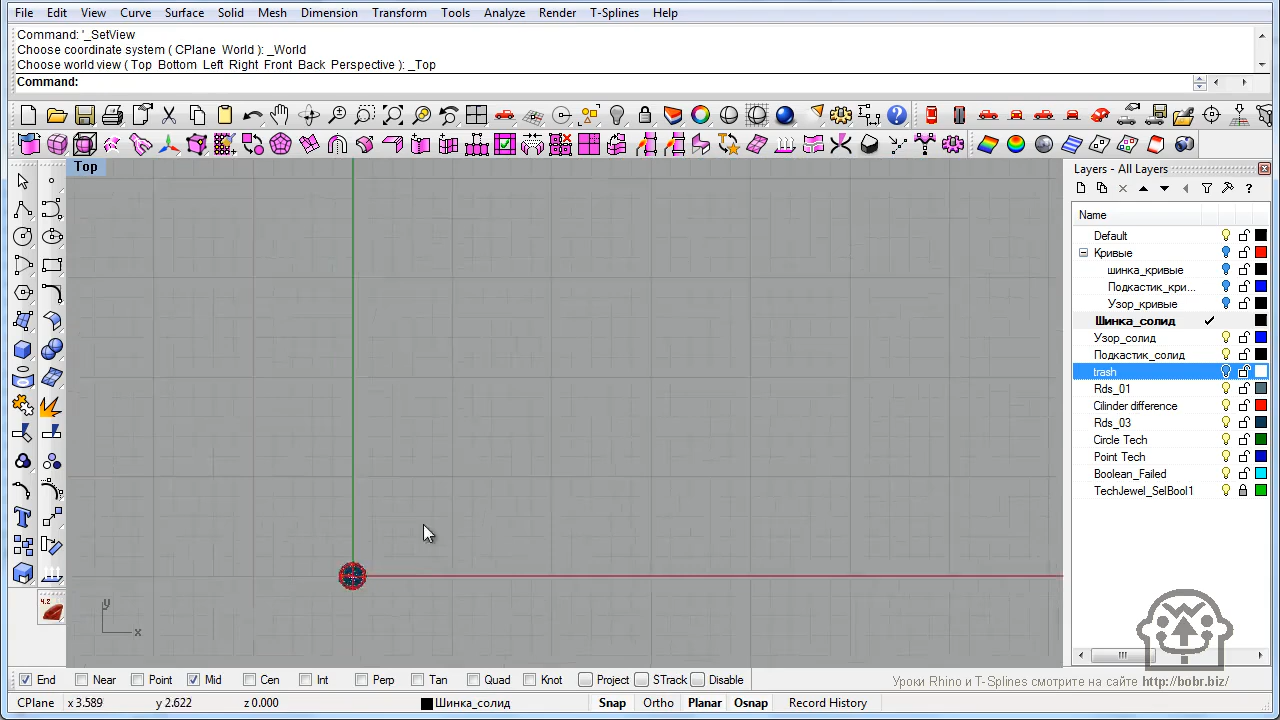 File Edit View Curve Surface Solid Mesh Dimension Transform Tools Analyze Render T-Splines Help
Command: '_SetView
Choose coordinate system ( CPlane World ): _World
Choose world view ( Top Bottom Left Right Front Back Perspective ): _Top
Command:
Top
Layers - All Layers
Name
Default
Кривые
шинка_кривые
Подкастик_кри...
Узор_кривые
Шинка_солид
Узор_солид
Подкастик_солид
trash
Rds_01
Cilinder difference
Rds_03
Circle Tech
Point Tech
Boolean_Failed
TechJewel_SelBool1
4.2
y
x
End Near Point Mid Cen Int Perp Tan Quad Knot Project STrack Disable
Уроки Rhino и T-Splines смотрите на сайте http://bobr.biz/
CPlane x 3.589 y 2.622 z 0.000 Шинка_солид Snap Ortho Planar Osnap Record History